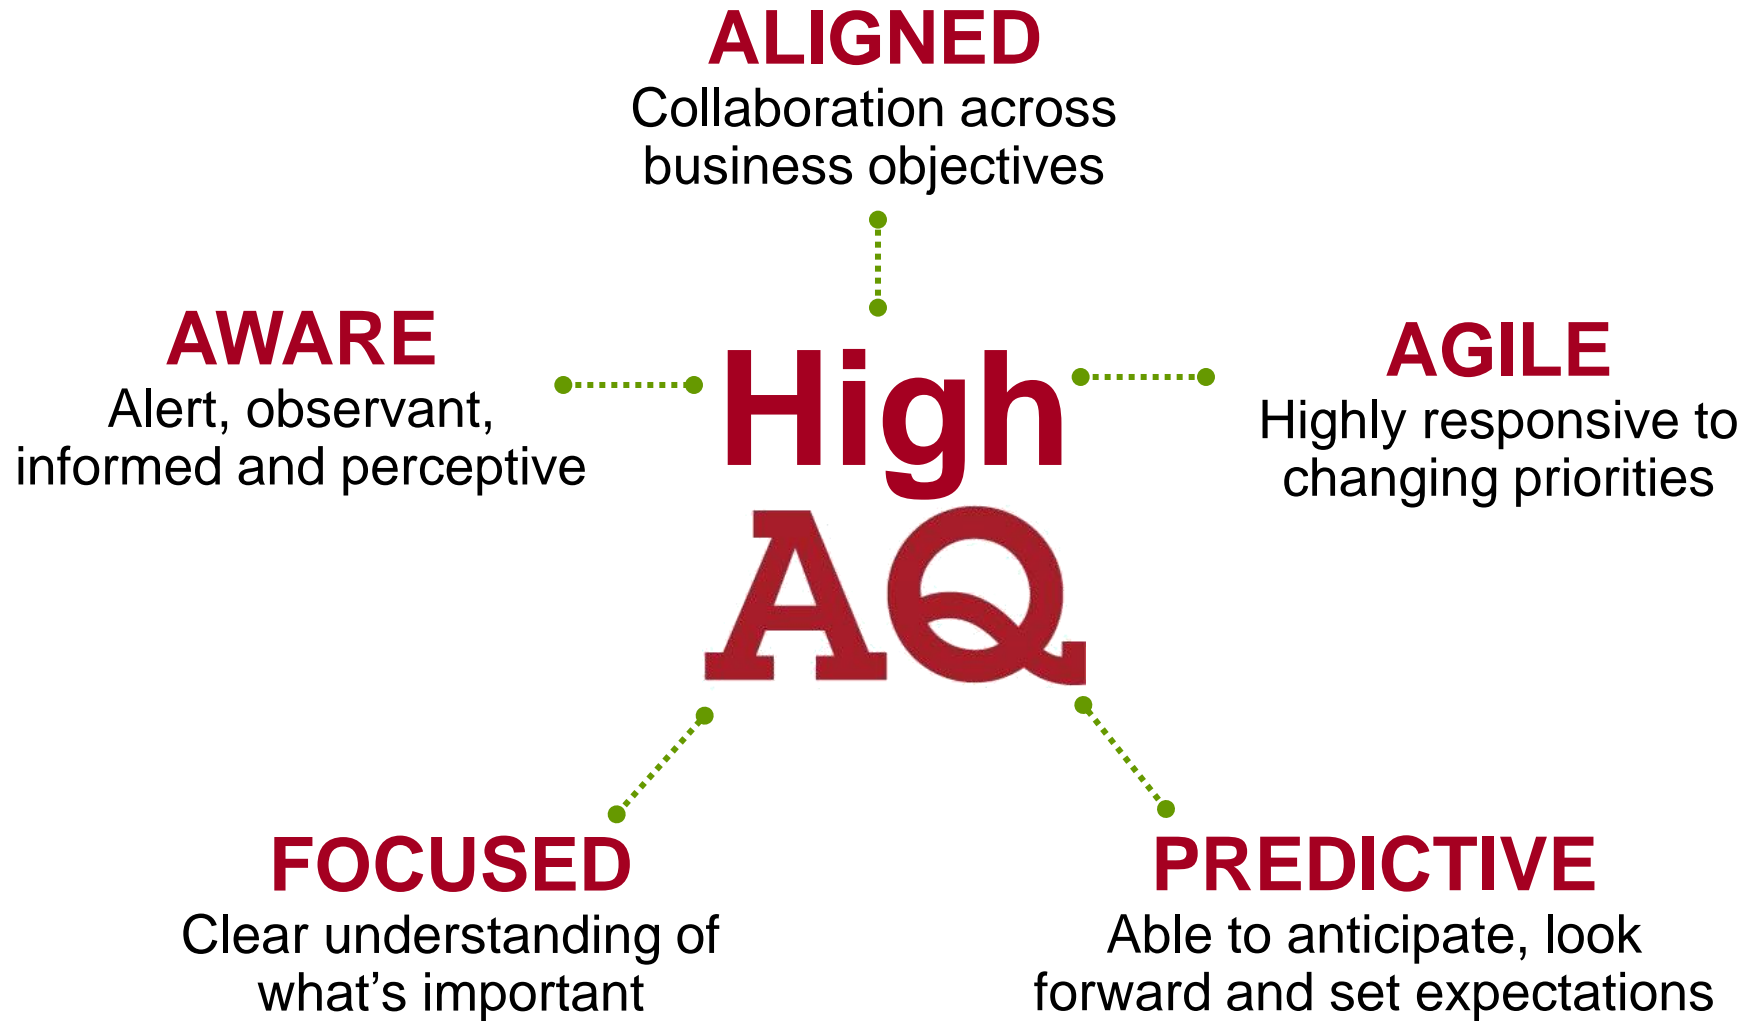 ALIGNED
Collaboration across
business objectives
AWARE
Alert, observant,
informed and perceptive
High
AQ
AGILE
Highly responsive to
changing priorities
FOCUSED
Clear understanding of
what’s important
PREDICTIVE
Able to anticipate, look
forward and set expectations